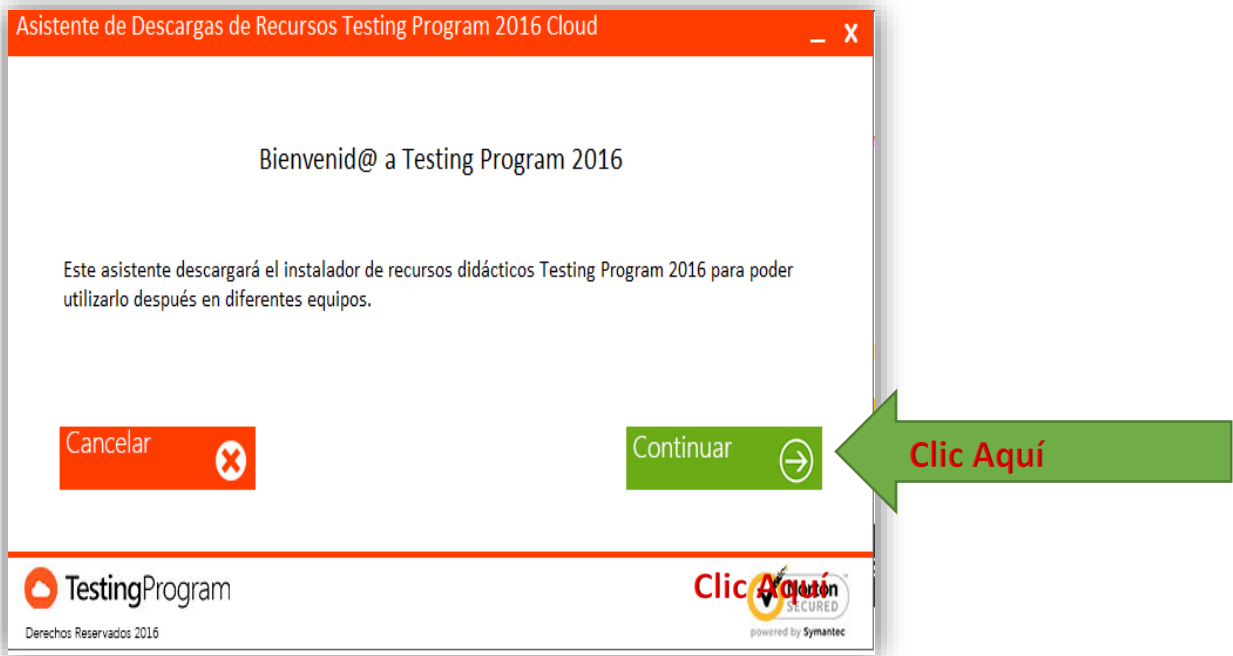 Asistente de Descargas de Recursos Testing Program 2016 Cloud
Bienvenid@ a Testing Program 2016
Este asistente descargará el instalador de recursos didácticos Testing Program 2016 para poder
utilizarlo después en diferentes equipos.
Cancelar
Continuar
Clic Aquí
TestingProgram
Clic Aquí
Norton
SECURED
Derechos Reservados 2016
powered by Symantec